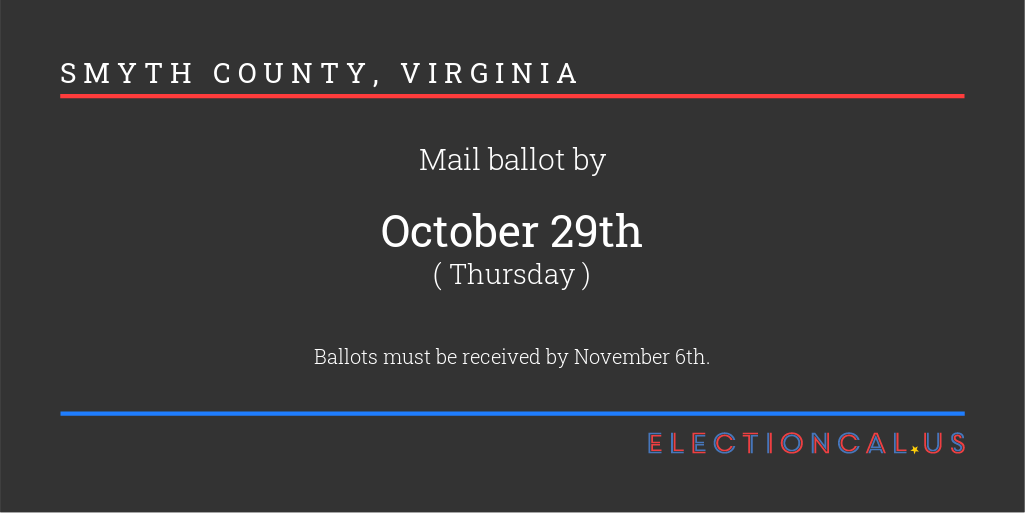 SMYTH COUNTY, VIRGINIA
Mail ballot by
October 29th
( Thursday )
Ballots must be received by November 6th.
ELECTIONCAL.US